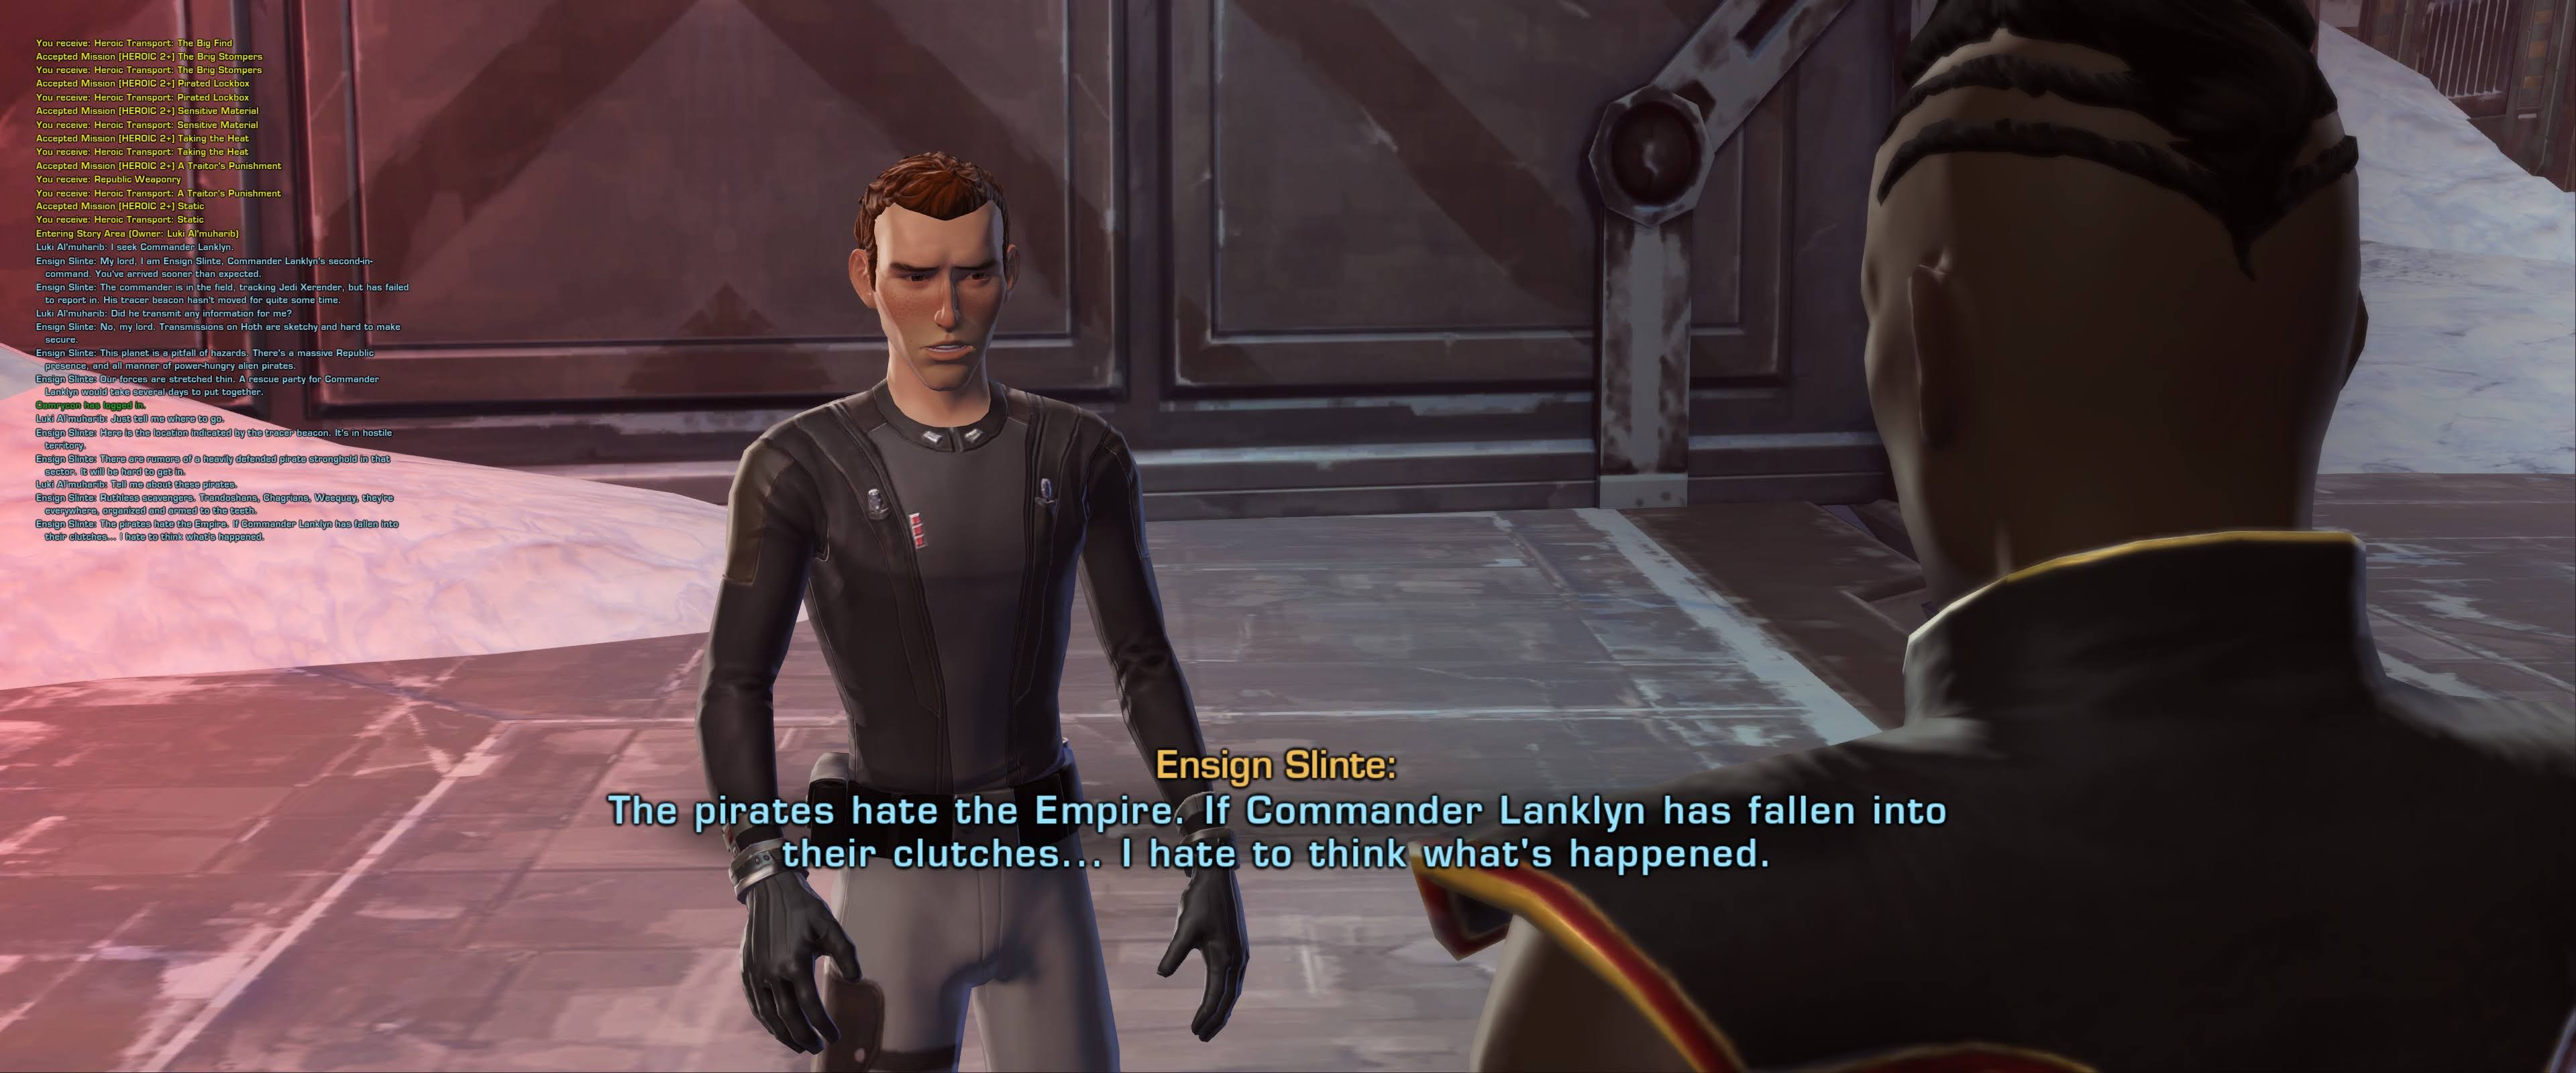 You receive: Heroic Transport: The Big Find
Accepted Mission [HEROIC 2+] The Brig Stompers
You receive: Heroic Transport: The Brig Stompers
Accepted Mission [HEROIC 2+] Pirated Lockbox
You receive: Heroic Transport: Pirated Lockbox
Accepted Mission [HEROIC 2+] Sensitive Material
You receive: Heroic Transport: Sensitive Material
Accepted Mission [HEROIC 2+] Taking the Heat
You receive: Heroic Transport: Taking the Heat
Accepted Mission [HEROIC 2+] A Traitor's Punishment
You receive: Republic Weaponry
You receive: Heroic Transport: A Traitor's Punishment
Accepted Mission [HEROIC 2+] Static
You receive: Heroic Transport: Static
Entering Story Area (Owner: Luki Al'muharib)
Luki Al'muharib: I seek Commander Lanklyn.
Ensign Slinte: My lord, I am Ensign Slinte, Commander Lanklyn's second-in-
command. You've arrived sooner than expected.
Ensign Slinte: The commander is in the field, tracking Jedi Xerender, but has failed
to report in. His tracer beacon hasn't moved for quite some time.
Luki Al'muharib: Did he transmit any information for me?
Ensign Slinte: No, my lord. Transmissions on Hoth are sketchy and hard to make
secure.
Ensign Slinte: This planet is a pitfall of hazards. There's a massive Republic
presence, and all manner of power-hungry alien pirates.
Ensign Slinte: Our forces are stretched thin. A rescue party for Commander
Lanklyn would take several days to put together.
Camrycon has logged in.
Luki Al'muharib: Just tell me where to go.
Ensign Slinte: Here is the location indicated by the tracer beacon. It's in hostile
territory.
Ensign Slinte: There are rumors of a heavily defended pirate stronghold in that
sector. It will be hard to get in.
Luki Al'muharib: Tell me about these pirates.
Ensign Slinte: Ruthless scavengers. Trandoshans, Chagrians, Weequay, they're
everywhere, organized and armed to the teeth.
Ensign Slinte: The pirates hate the Empire. If Commander Lanklyn has fallen into
their clutches... I hate to think what's happened.
Ensign Slinte:
The pirates hate the Empire. If Commander Lanklyn has fallen into
their clutches... I hate to think what's happened.